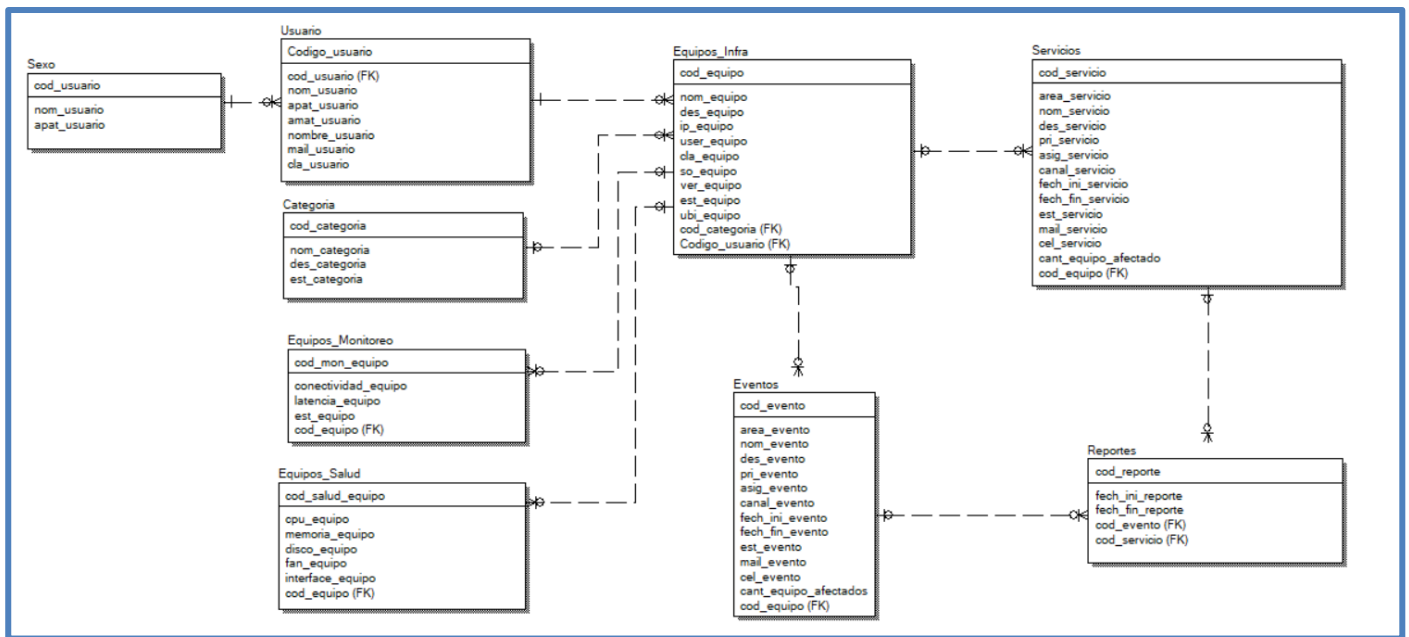 Sexo
cod_usuario
nom_usuario
apat_usuario
Usuario
Codigo_usuario
cod_usuario (FK)
nom_usuario
apat_usuario
amat_usuario
nombre_usuario
mail_usuario
cla_usuario
Categoria
cod_categoria
nom_categoria
des_categoria
est_categoria
Equipos_Monitoreo
cod_mon_equipo
conectividad_equipo
latencia_equipo
est_equipo
cod_equipo (FK)
Equipos_Salud
cod_salud_equipo
cpu_equipo
memoria_equipo
disco_equipo
fan_equipo
interface_equipo
cod_equipo (FK)
Equipos_Infra
cod_equipo
nom_equipo
des_equipo
ip_equipo
user_equipo
cla_equipo
so_equipo
ver_equipo
est_equipo
ubi_equipo
cod_categoria (FK)
Codigo_usuario (FK)
Eventos
cod_evento
area_evento
nom_evento
des_evento
pri_evento
asig_evento
canal_evento
fech_ini_evento
fech_fin_evento
est_evento
mail_evento
cel_evento
cant_equipo_afectados
cod_equipo (FK)
Servicios
cod_servicio
area_servicio
nom_servicio
des_servicio
pri_servicio
asig_servicio
canal_servicio
fech_ini_servicio
fech_fin_servicio
est_servicio
mail_servicio
cel_servicio
cant_equipo_afectado
cod_equipo (FK)
Reportes
cod_reporte
fech_ini_reporte
fech_fin_reporte
cod_evento (FK)
cod_servicio (FK)